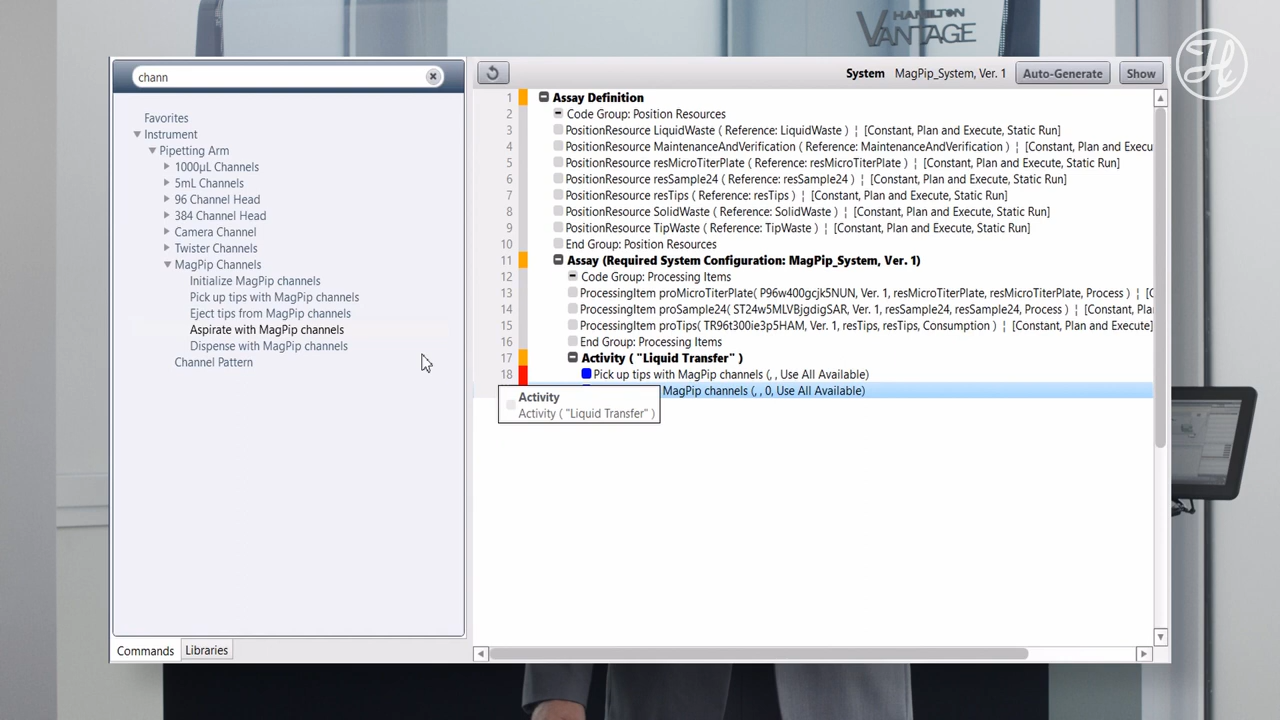 HAMILTON
VANTAGE
H
chann
Favorites
Instrument
Pipetting Arm
1000µL Channels
5mL Channels
96 Channel Head
384 Channel Head
Camera Channel
Twister Channels
MagPip Channels
Initialize MagPip channels
Pick up tips with MagPip channels
Eject tips from MagPip channels
Aspirate with MagPip channels
Dispense with MagPip channels
Channel Pattern
Commands
Libraries
System MagPip_System, Ver. 1 Auto-Generate Show
1 Assay Definition
2 Code Group: Position Resources
3 PositionResource LiquidWaste ( Reference: LiquidWaste ) ¦ [Constant, Plan and Execute, Static Run]
4 PositionResource MaintenanceAndVerification ( Reference: MaintenanceAndVerification ) ¦ [Constant, Plan and Execu
5 PositionResource resMicroTiterPlate ( Reference: resMicroTiterPlate ) ¦ [Constant, Plan and Execute, Static Run]
6 PositionResource resSample24 ( Reference: resSample24 ) ¦ [Constant, Plan and Execute, Static Run]
7 PositionResource resTips ( Reference: resTips ) ¦ [Constant, Plan and Execute, Static Run]
8 PositionResource SolidWaste ( Reference: SolidWaste ) ¦ [Constant, Plan and Execute, Static Run]
9 PositionResource TipWaste ( Reference: TipWaste ) ¦ [Constant, Plan and Execute, Static Run]
10 End Group: Position Resources
11 Assay (Required System Configuration: MagPip_System, Ver. 1)
12 Code Group: Processing Items
13 ProcessingItem proMicroTiterPlate( P96w400gcjk5NUN, Ver. 1, resMicroTiterPlate, resMicroTiterPlate, Process ) ¦ [C
14 ProcessingItem proSample24( ST24w5MLVBjgdigSAR, Ver. 1, resSample24, resSample24, Process ) ¦ [Constant, Pla
15 ProcessingItem proTips( TR96t300ie3p5HAM, Ver. 1, resTips, resTips, Consumption ) ¦ [Constant, Plan and Execute]
16 End Group: Processing Items
17 Activity ( "Liquid Transfer" )
18 Pick up tips with MagPip channels (, , Use All Available)
MagPip channels (, , 0, Use All Available)
Activity
Activity ( "Liquid Transfer" )